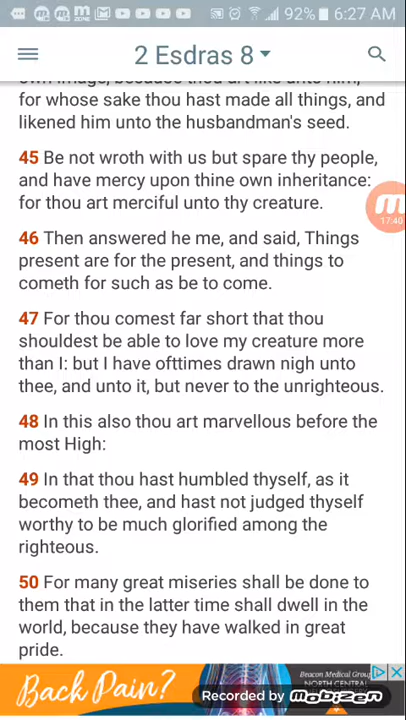 92% 6:27 AM
2 Esdras 8
for whose sake thou hast made all things, and
likened him unto the husbandman's seed.
45 Be not wroth with us but spare thy people,
and have mercy upon thine own inheritance:
for thou art merciful unto thy creature.
17:40
46 Then answered he me, and said, Things
present are for the present, and things to
cometh for such as be to come.
47 For thou comest far short that thou
shouldest be able to love my creature more
than I: but I have ofttimes drawn nigh unto
thee, and unto it, but never to the unrighteous.
48 In this also thou art marvellous before the
most High:
49 In that thou hast humbled thyself, as it
becometh thee, and hast not judged thyself
worthy to be much glorified among the
righteous.
50 For many great miseries shall be done to
them that in the latter time shall dwell in the
world, because they have walked in great
pride.
Back Pain?
Beacon Medical Group
NORTH CENTRAL
Recorded by mobizen